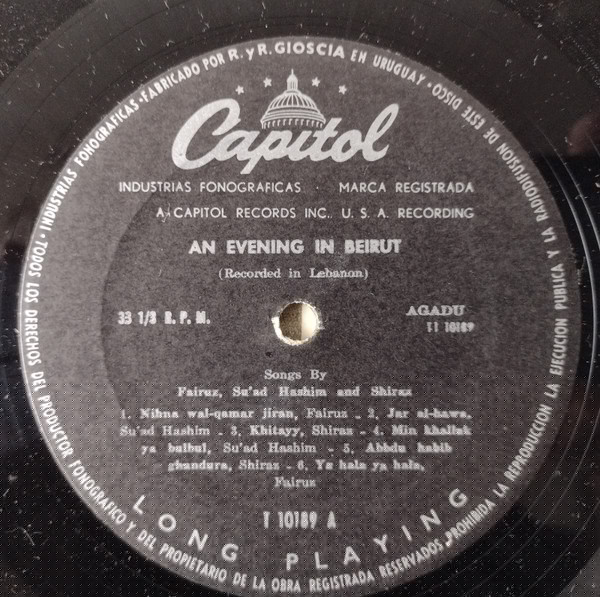 INDUSTRIAS FONOGRAFICAS · FABRICADO POR R. y R. GIOSCIA EN URUGUAY · DISCO DE ESTE
Capitol
INDUSTRIAS FONOGRAFICAS · MARCA REGISTRADA
A CAPITOL RECORDS INC. U. S. A. RECORDING
AN EVENING IN BEIRUT
(Recorded in Lebanon)
33 1/3 R. P. M.
AGADU
T1 10189
Songs By
Fairuz, Su'ad Hashim and Shiraz
1. Nihna wal-qamar jiran, Fairuz - 2. Jar al-hawa,
Su'ad Hashim - 3. Khitayy, Shiraz - 4. Min khallak
ya bulbul, Su'ad Hashim - 5. Abbdu habib
ghandura, Shiraz - 6. Ya hala ya hala,
Fairuz
T 10189 A
LONG PLAYING
TODOS LOS DERECHOS DEL PRODUCTOR FONOGRAFICO Y DEL PROPIETARIO DE LA OBRA REGISTRADA RESERVADOS · PROHIBIDA LA REPRODUCCION LA EJECUCION PUBLICA Y LA RADIODIFUSION